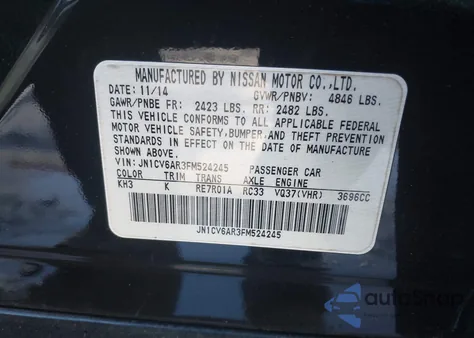 MANUFACTURED BY NISSAN MOTOR CO.,LTD.
DATE: 11/14 GVWR/PNBV: 4846 LBS.
GAWR/PNBE FR: 2423 LBS. RR: 2482 LBS.
THIS VEHICLE CONFORMS TO ALL APPLICABLE FEDERAL
MOTOR VEHICLE SAFETY,BUMPER,AND THEFT PREVENTION
STANDARDS IN EFFECT ON THE DATE OF MANUFACTURE
SHOWN ABOVE.
VIN: JN1CV6AR3FM524245 PASSENGER CAR
COLOR TRIM TRANS AXLE ENGINE
KH3 K RE7R01A RC33 VQ37(VHR) 3696CC
JN1CV6AR3FM524245
autoSnap